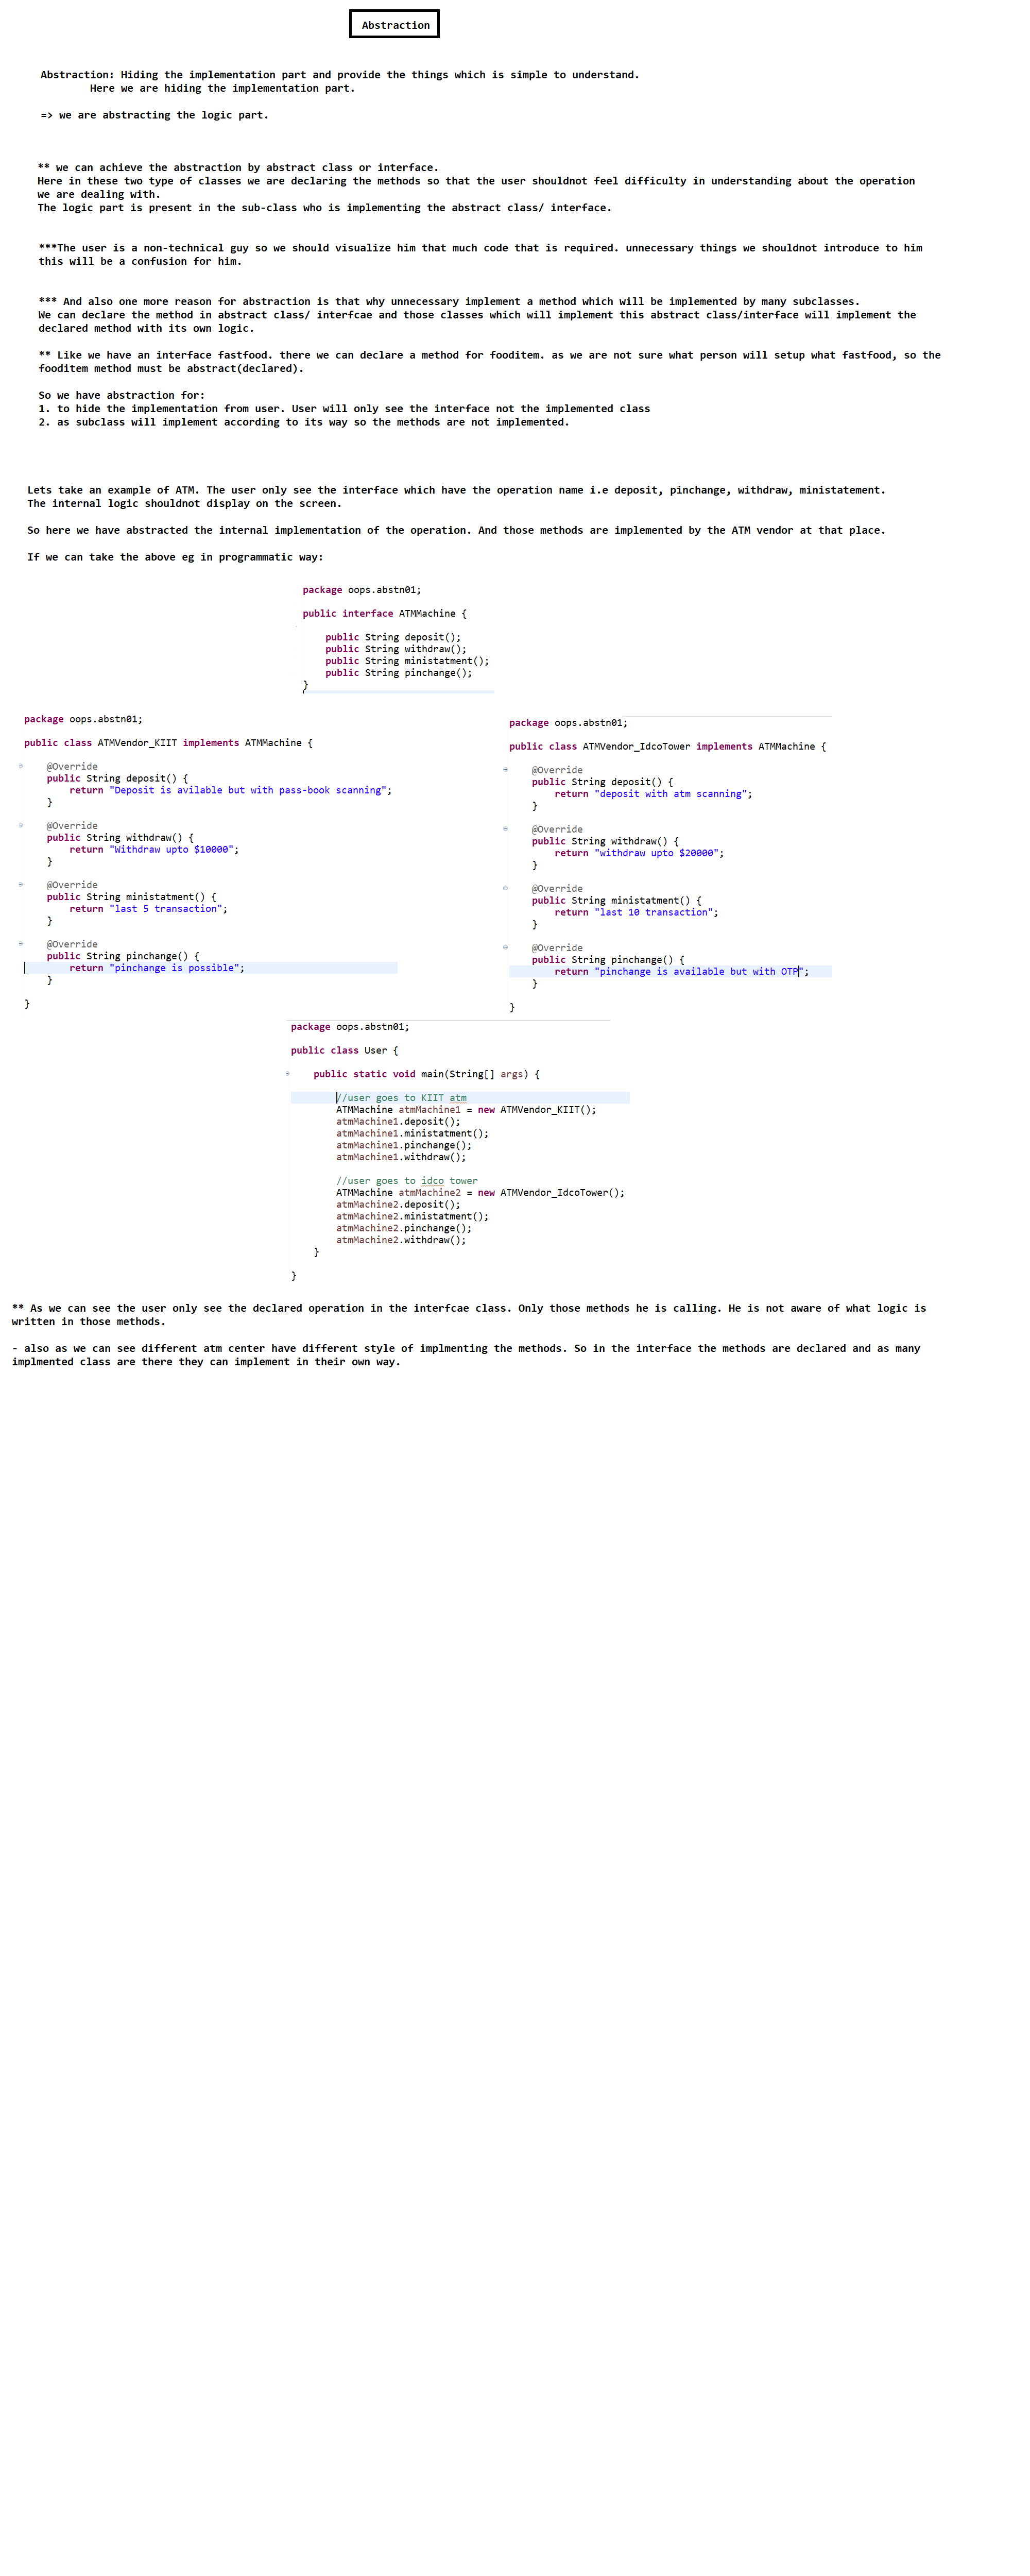 Abstraction
Abstraction: Hiding the implementation part and provide the things which is simple to understand.
Here we are hiding the implementation part.
=> we are abstracting the logic part.
** we can achieve the abstraction by abstract class or interface.
Here in these two type of classes we are declaring the methods so that the user shouldnot feel difficulty in understanding about the operation
we are dealing with.
The logic part is present in the sub-class who is implementing the abstract class/ interface.
***The user is a non-technical guy so we should visualize him that much code that is required. unnecessary things we shouldnot introduce to him
this will be a confusion for him.
*** And also one more reason for abstraction is that why unnecessary implement a method which will be implemented by many subclasses.
We can declare the method in abstract class/ interfcae and those classes which will implement this abstract class/interface will implement the
declared method with its own logic.
** Like we have an interface fastfood. there we can declare a method for fooditem. as we are not sure what person will setup what fastfood, so the
fooditem method must be abstract(declared).
So we have abstraction for:
1. to hide the implementation from user. User will only see the interface not the implemented class
2. as subclass will implement according to its way so the methods are not implemented.
Lets take an example of ATM. The user only see the interface which have the operation name i.e deposit, pinchange, withdraw, ministatement.
The internal logic shouldnot display on the screen.
So here we have abstracted the internal implementation of the operation. And those methods are implemented by the ATM vendor at that place.
If we can take the above eg in programmatic way:
package oops.abstn01;
public interface ATMMachine {
public String deposit();
public String withdraw();
public String ministatment();
public String pinchange();
}
package oops.abstn01;
public class ATMVendor_KIIT implements ATMMachine {
@Override
public String deposit() {
return "Deposit is avilable but with pass-book scanning";
}
@Override
public String withdraw() {
return "Withdraw upto $10000";
}
@Override
public String ministatment() {
return "last 5 transaction";
}
@Override
public String pinchange() {
return "pinchange is possible";
}
}
package oops.abstn01;
public class ATMVendor_IdcoTower implements ATMMachine {
@Override
public String deposit() {
return "deposit with atm scanning";
}
@Override
public String withdraw() {
return "withdraw upto $20000";
}
@Override
public String ministatment() {
return "last 10 transaction";
}
@Override
public String pinchange() {
return "pinchange is available but with OTP";
}
}
package oops.abstn01;
public class User {
public static void main(String[] args) {
//user goes to KIIT atm
ATMMachine atmMachine1 = new ATMVendor_KIIT();
atmMachine1.deposit();
atmMachine1.ministatment();
atmMachine1.pinchange();
atmMachine1.withdraw();
//user goes to idco tower
ATMMachine atmMachine2 = new ATMVendor_IdcoTower();
atmMachine2.deposit();
atmMachine2.ministatment();
atmMachine2.pinchange();
atmMachine2.withdraw();
}
}
** As we can see the user only see the declared operation in the interfcae class. Only those methods he is calling. He is not aware of what logic is
written in those methods.
- also as we can see different atm center have different style of implmenting the methods. So in the interface the methods are declared and as many
implmented class are there they can implement in their own way.